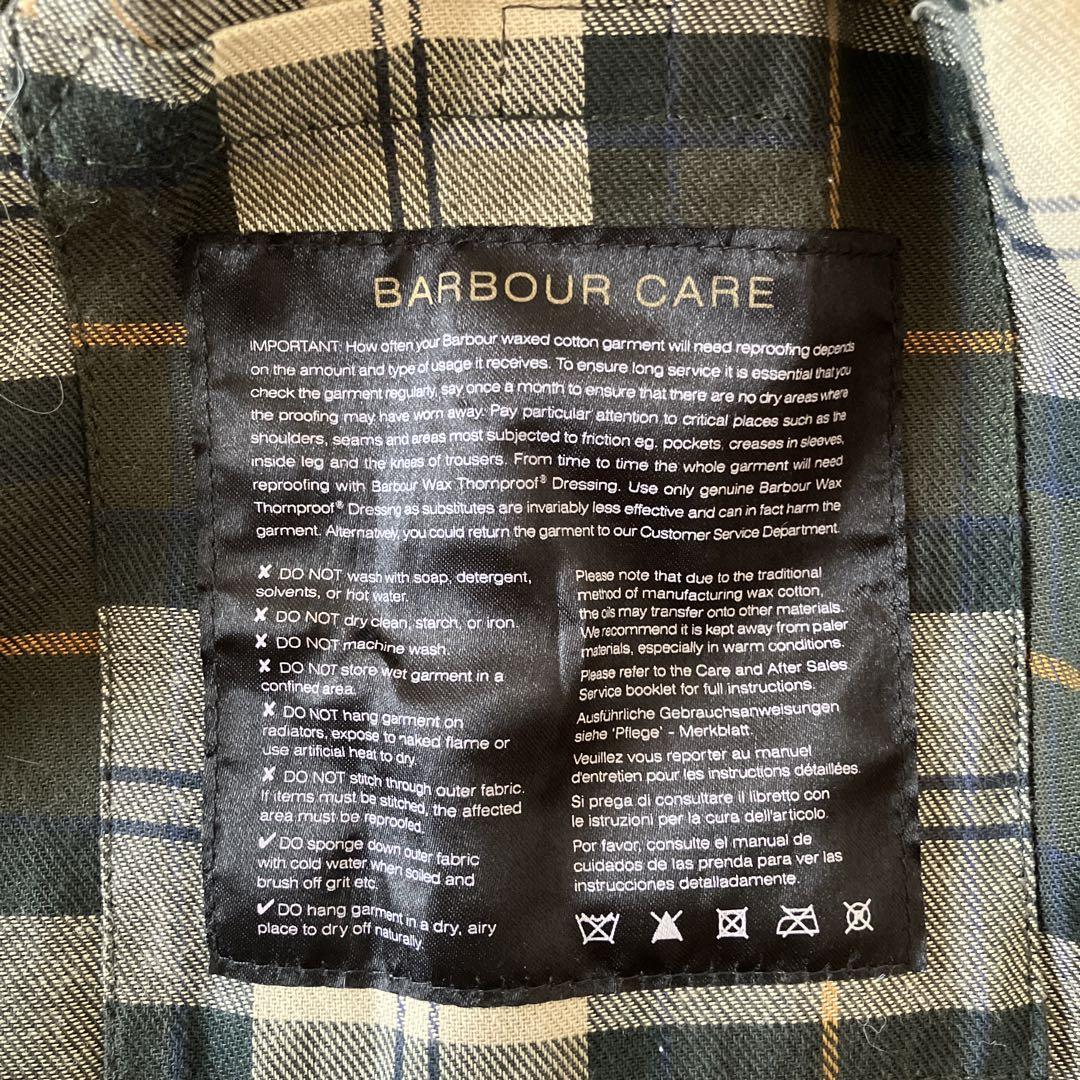 BARBOUR CARE
IMPORTANT: How often your Barbour waxed cotton garment will need reproofing depends
on the amount and type of usage it receives. To ensure long service it is essential that you
check the garment regularly, say once a month to ensure that there are no dry areas where
the proofing may have worn away. Pay particular attention to critical places such as the
shoulders, seams and areas most subjected to friction eg. pockets, creases in sleeves,
inside leg and the knees of trousers. From time to time the whole garment will need
reproofing with Barbour Wax Thornproof® Dressing. Use only genuine Barbour Wax
Thornproof® Dressing as substitutes are invariably less effective and can in fact harm the
garment. Alternatively, you could return the garment to our Customer Service Department.
✘ DO NOT wash with soap, detergent,
solvents, or hot water.
✘ DO NOT dry clean, starch, or iron.
✘ DO NOT machine wash.
✘ DO NOT store wet garment in a
confined area.
✘ DO NOT hang garment on
radiators, expose to naked flame or
use artificial heat to dry.
✘ DO NOT stitch through outer fabric.
If items must be stitched, the affected
area must be reproofed.
✔ DO sponge down outer fabric
with cold water when soiled and
brush off grit etc.
✔ DO hang garment in a dry, airy
place to dry off naturally
Please note that due to the traditional
method of manufacturing wax cotton,
the oils may transfer onto other materials.
We recommend it is kept away from paler
materials, especially in warm conditions.
Please refer to the Care and After Sales
Service booklet for full instructions.
Ausführliche Gebrauchsanweisungen
siehe 'Pflege' - Merkblatt.
Veuillez vous reporter au manuel
d'entretien pour les instructions détaillées.
Si prega di consultare il libretto con
le istruzioni per la cura dell'articolo.
Por favor, consulte el manual de
cuidados de las prenda para ver las
instrucciones detalladamente.